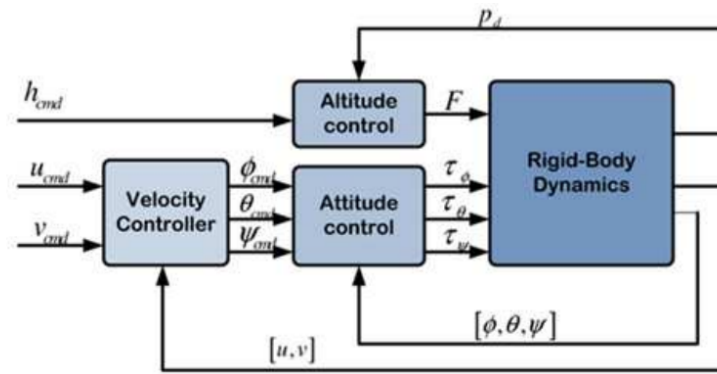 p_d
h_cmd
Altitude control
F
Rigid-Body Dynamics
u_cmd
v_cmd
Velocity Controller
ϕ_cmd
θ_cmd
ψ_cmd
Attitude control
τ_ϕ
τ_θ
τ_ψ
[ϕ, θ, ψ]
[u, v]